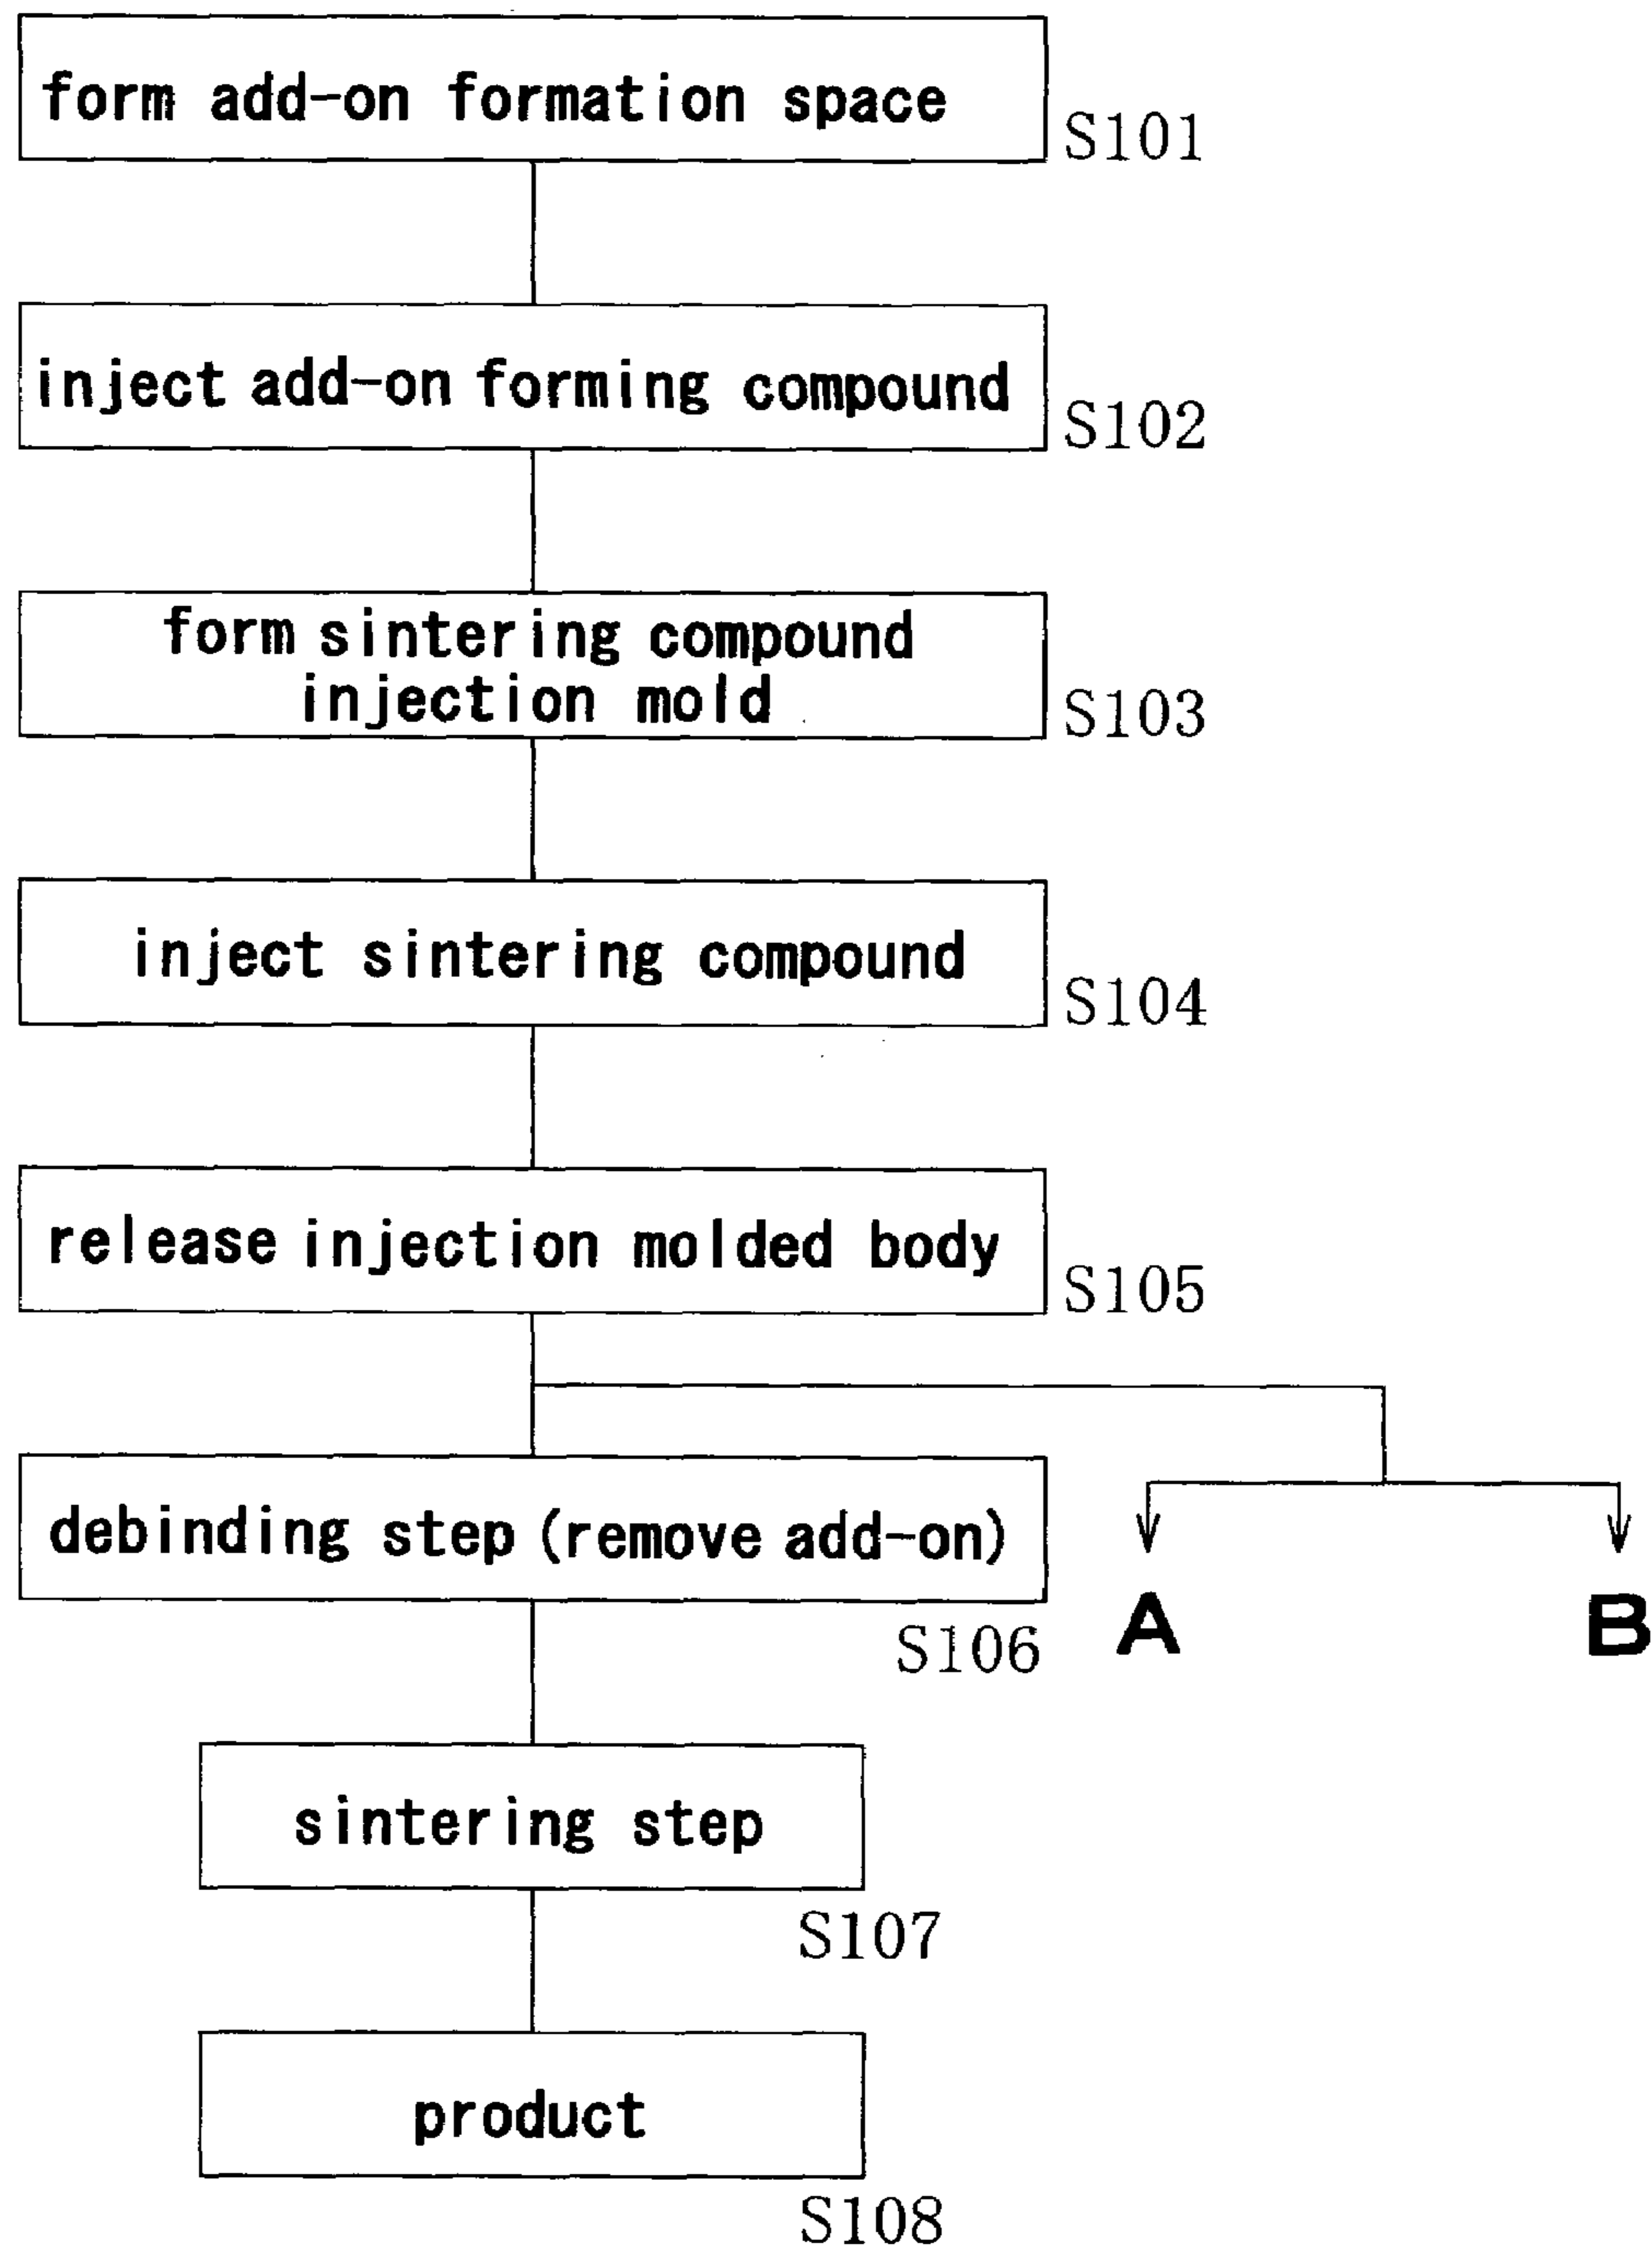 form add-on formation space
S101
inject add-on forming compound
S102
form sintering compound
injection mold
S103
inject sintering compound
S104
release injection molded body
S105
debinding step (remove add-on)
S106
A
B
sintering step
S107
product
S108